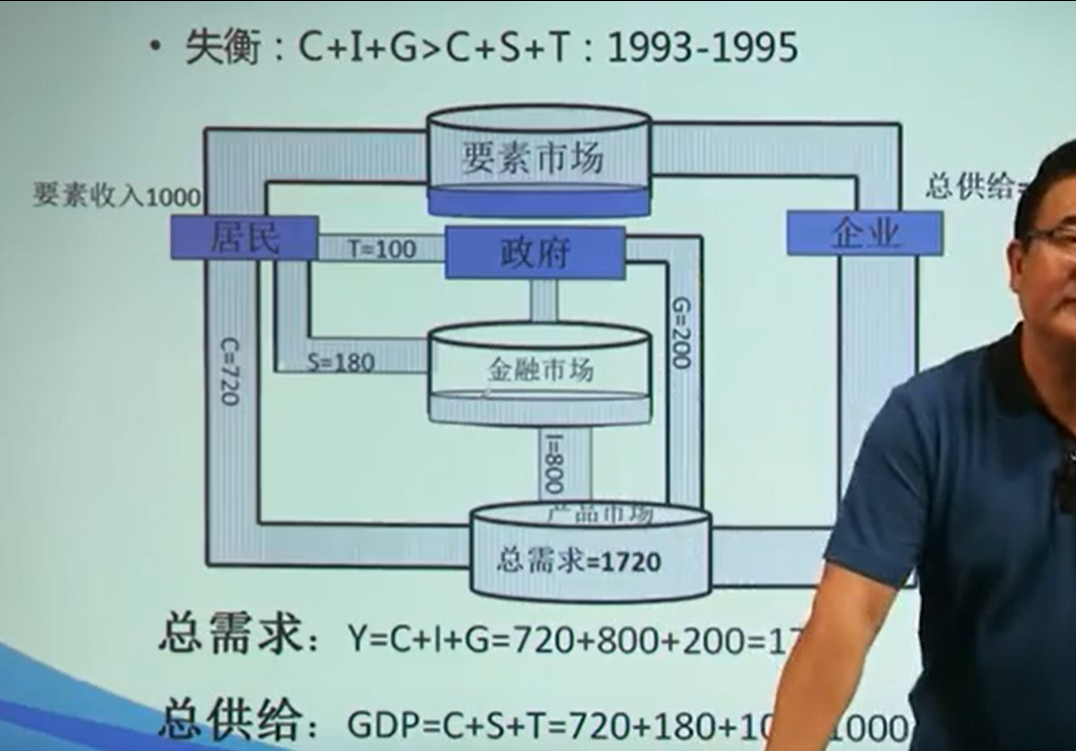 • 失衡：C+I+G>C+S+T：1993-1995
要素市场
要素收入1000
总供给=
居民
T=100
政府
企业
C=720
S=180
金融市场
G=200
I=800
产品市场
总需求=1720
总需求：Y=C+I+G=720+800+200=17
总供给：GDP=C+S+T=720+180+10 1000